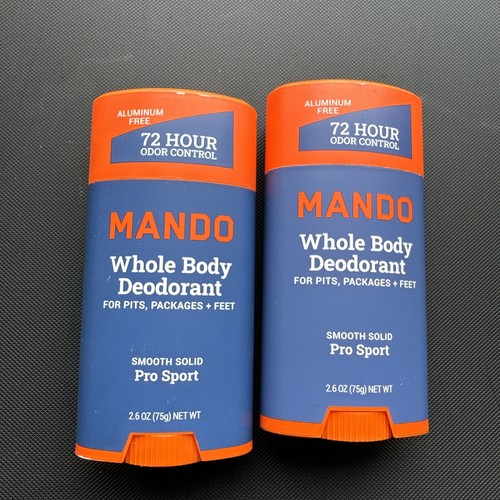 ALUMINUM
FREE
72 HOUR
ODOR CONTROL
MANDO
Whole Body
Deodorant
FOR PITS, PACKAGES + FEET
SMOOTH SOLID
Pro Sport
2.6 OZ (75g) NET WT
ALUMINUM
FREE
72 HOUR
ODOR CONTROL
MANDO
Whole Body
Deodorant
FOR PITS, PACKAGES + FEET
SMOOTH SOLID
Pro Sport
2.6 OZ (75g) NET WT